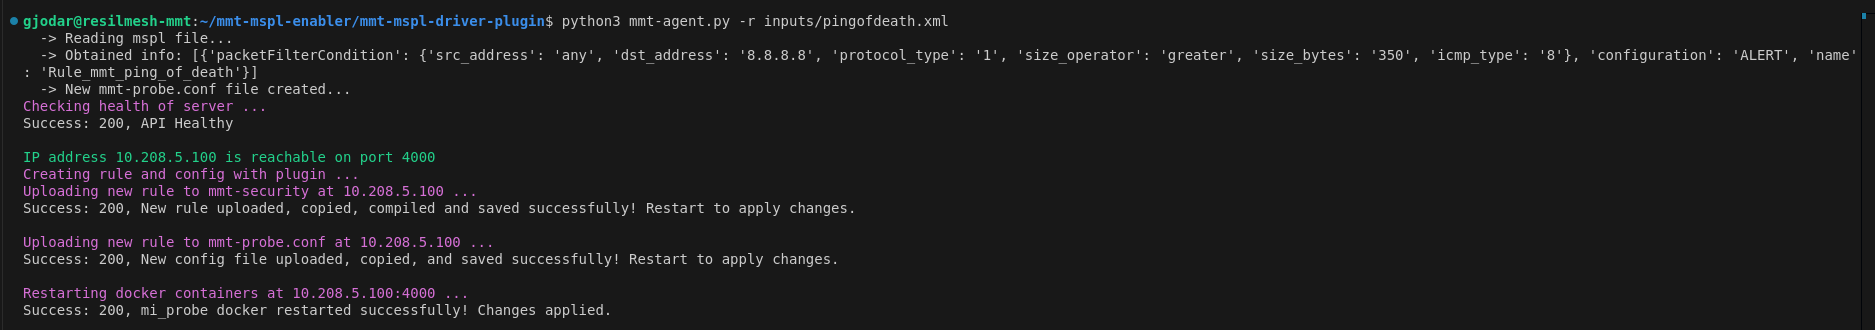 gjodar@resilmesh-mmt:~/mmt-mspl-enabler/mmt-mspl-driver-plugin$ python3 mmt-agent.py -r inputs/pingofdeath.xml
-> Reading mspl file...
-> Obtained info: [{'packetFilterCondition': {'src_address': 'any', 'dst_address': '8.8.8.8', 'protocol_type': '1', 'size_operator': 'greater', 'size_bytes': '350', 'icmp_type': '8'}, 'configuration': 'ALERT', 'name'
: 'Rule_mmt_ping_of_death'}]
-> New mmt-probe.conf file created...
Checking health of server ...
Success: 200, API Healthy
IP address 10.208.5.100 is reachable on port 4000
Creating rule and config with plugin ...
Uploading new rule to mmt-security at 10.208.5.100 ...
Success: 200, New rule uploaded, copied, compiled and saved successfully! Restart to apply changes.
Uploading new rule to mmt-probe.conf at 10.208.5.100 ...
Success: 200, New config file uploaded, copied, and saved successfully! Restart to apply changes.
Restarting docker containers at 10.208.5.100:4000 ...
Success: 200, mi_probe docker restarted successfully! Changes applied.